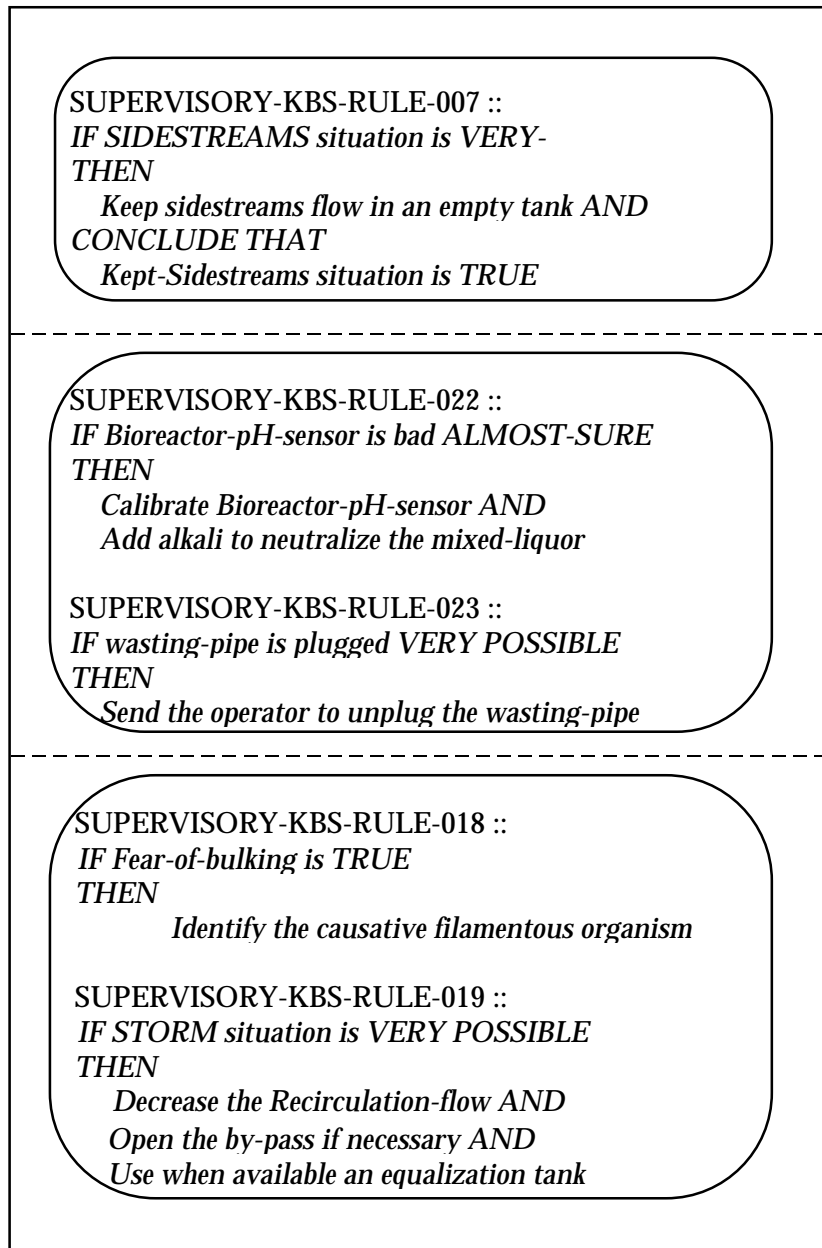 SUPERVISORY-KBS-RULE-007 ::
IF SIDESTREAMS situation is VERY-
THEN
Keep sidestreams flow in an empty tank AND
CONCLUDE THAT
Kept-Sidestreams situation is TRUE
SUPERVISORY-KBS-RULE-022 ::
IF Bioreactor-pH-sensor is bad ALMOST-SURE
THEN
Calibrate Bioreactor-pH-sensor AND
Add alkali to neutralize the mixed-liquor
SUPERVISORY-KBS-RULE-023 ::
IF wasting-pipe is plugged VERY POSSIBLE
THEN
Send the operator to unplug the wasting-pipe
SUPERVISORY-KBS-RULE-018 ::
IF Fear-of-bulking is TRUE
THEN
Identify the causative filamentous organism
SUPERVISORY-KBS-RULE-019 ::
IF STORM situation is VERY POSSIBLE
THEN
Decrease the Recirculation-flow AND
Open the by-pass if necessary AND
Use when available an equalization tank